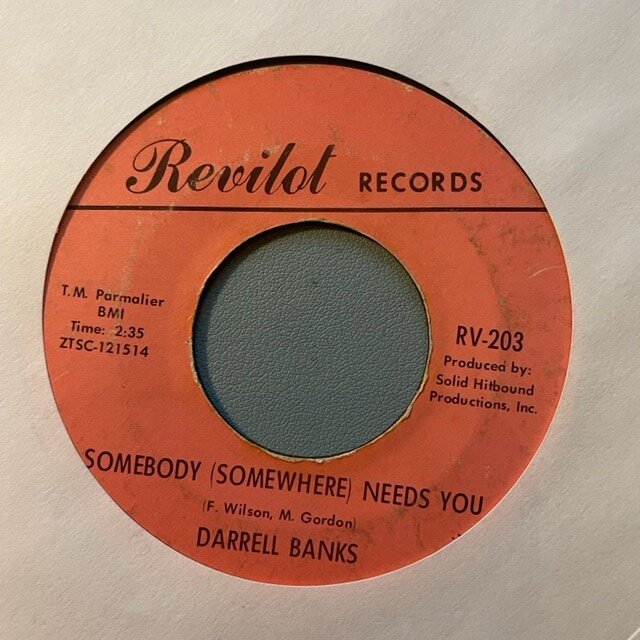 Revilot RECORDS
T.M. Parmalier
BMI
Time: 2:35
ZTSC-121514
RV-203
Produced by:
Solid Hitbound
Productions, Inc.
SOMEBODY (SOMEWHERE) NEEDS YOU
(F. Wilson, M. Gordon)
DARRELL BANKS